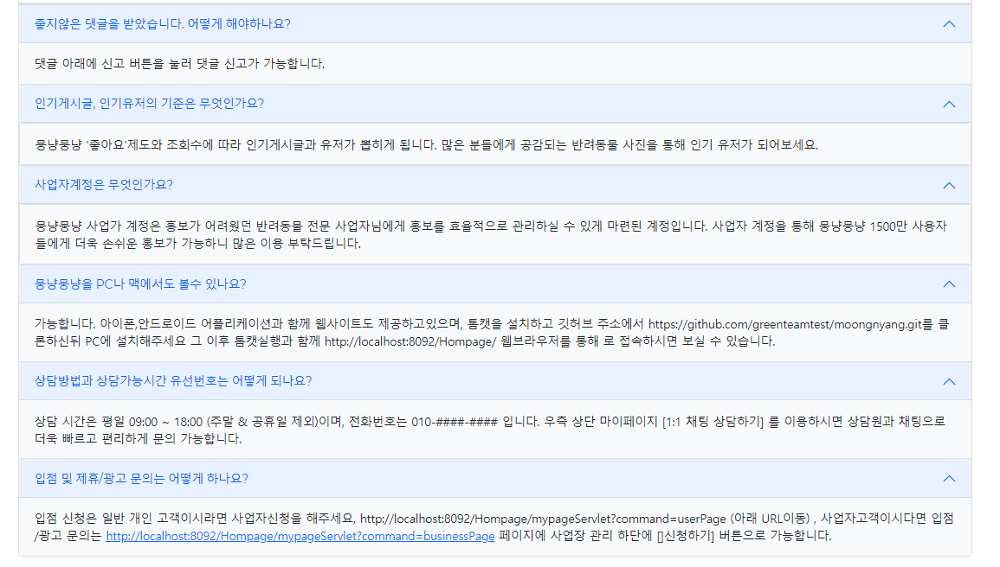 좋지않은 댓글을 받았습니다. 어떻게 해야하나요?
댓글 아래에 신고 버튼을 눌러 댓글 신고가 가능합니다.
인기게시글, 인기유저의 기준은 무엇인가요?
뭉냥뭉냥 '좋아요'제도와 조회수에 따라 인기게시글과 유저가 뽑히게 됩니다. 많은 분들에게 공감되는 반려동물 사진을 통해 인기 유저가 되어보세요.
사업자계정은 무엇인가요?
뭉냥뭉냥 사업가 계정은 홍보가 어려웠던 반려동물 전문 사업자님에게 홍보를 효율적으로 관리하실 수 있게 마련된 계정입니다. 사업자 계정을 통해 뭉냥뭉냥 1500만 사용자
들에게 더욱 손쉬운 홍보가 가능하니 많은 이용 부탁드립니다.
뭉냥뭉냥을 PC나 맥에서도 볼수 있나요?
가능합니다. 아이폰,안드로이드 어플리케이션과 함께 웹사이트도 제공하고있으며, 톰캣을 설치하고 깃허브 주소에서 https://github.com/greenteamtest/moongnyang.git를 클
론하신뒤 PC에 설치해주세요 그 이후 톰캣실행과 함께 http://localhost:8092/Hompage/ 웹브라우저를 통해 로 접속하시면 보실 수 있습니다.
상담방법과 상담가능시간 유선번호는 어떻게 되나요?
상담 시간은 평일 09:00 ~ 18:00 (주말 & 공휴일 제외)이며, 전화번호는 010-####-#### 입니다. 우측 상단 마이페이지 [1:1 채팅 상담하기] 를 이용하시면 상담원과 채팅으로
더욱 빠르고 편리하게 문의 가능합니다.
입점 및 제휴/광고 문의는 어떻게 하나요?
입점 신청은 일반 개인 고객이시라면 사업자신청을 해주세요, http://localhost:8092/Hompage/mypageServlet?command=userPage (아래 URL이동) , 사업자고객이시다면 입점
/광고 문의는 http://localhost:8092/Hompage/mypageServlet?command=businessPage 페이지에 사업장 관리 하단에 []신청하기] 버튼으로 가능합니다.